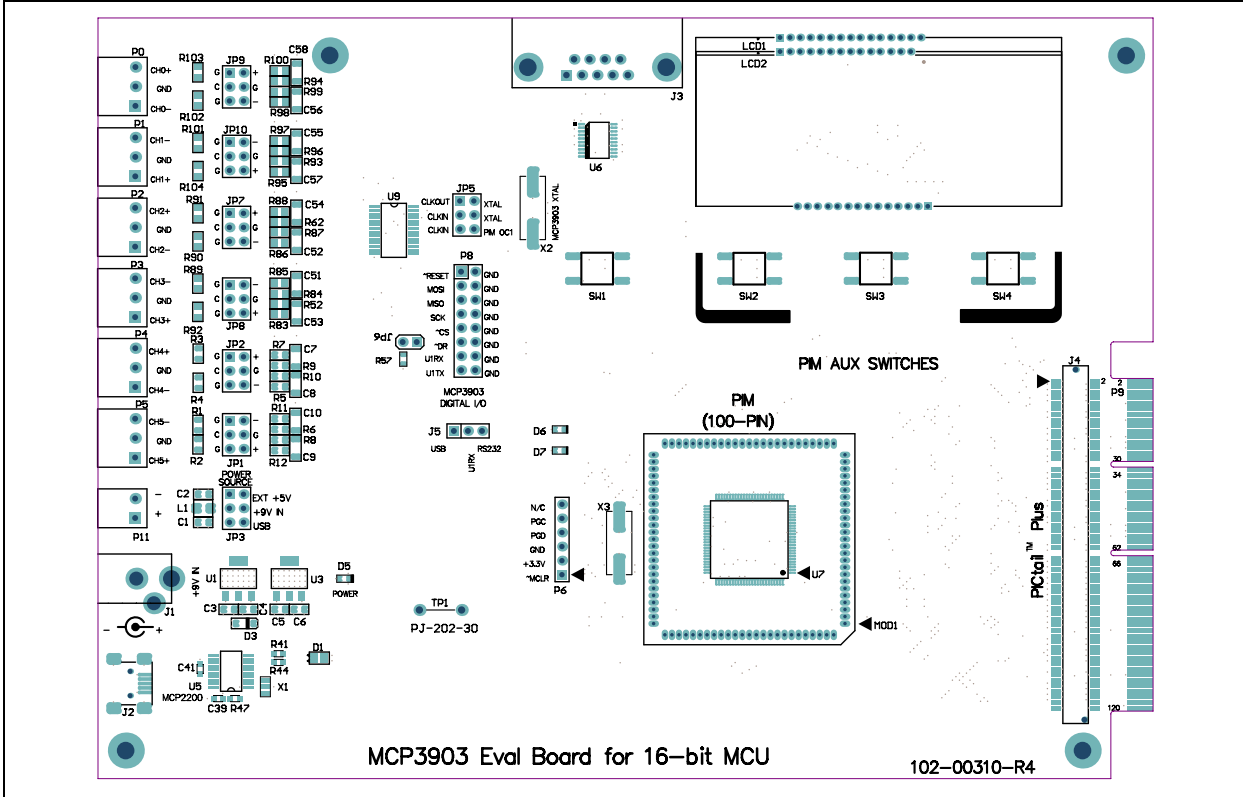 P0
R103
CH0+
GND
CH0-
R102
JP9
G +
C G
G -
R100
C58
R94
R99
R98
C56
P1
R101
CH1-
GND
CH1+
R104
JP10
G -
C G
G +
R97
C55
R96
R93
R95
C57
P2
R91
CH2+
GND
CH2-
R90
JP7
G +
C G
G -
R88
C54
R62
R87
R86
C52
P3
R89
CH3-
GND
CH3+
R92
JP8
G -
C G
G +
R85
C51
R84
R52
R83
C53
P4
R3
CH4+
GND
CH4-
R4
JP2
G +
C G
G -
R7
C7
R9
R10
R5
C8
P5
R1
CH5-
GND
CH5+
R2
JP1
G -
C G
G +
R11
C10
R6
R8
R12
C9
P11
-
+
C2
L1
C1
POWER
SOURCE
EXT +5V
+9V IN
USB
JP3
J1
+9V IN
- +
U1
U3
D5
POWER
C3
C4
C5
C6
D3
J2
C41
U5
MCP2200
C39
R47
R41
R44
X1
D1
TP1
PJ-202-30
U9
JP5
CLKOUT XTAL
CLKIN XTAL
CLKIN PIM OC1
MCP3903 XTAL
X2
J3
U6
LCD1
LCD2
P8
~RESET GND
MOSI GND
MISO GND
SCK GND
~CS GND
~DR GND
U1RX GND
U1TX GND
MCP3903
DIGITAL I/O
JP6
R57
J5
USB
U1RX
RS232
D6
D7
SW1
SW2
SW3
SW4
PIM AUX SWITCHES
PIM
(100-PIN)
N/C
PGC
PGD
GND
+3.3V
~MCLR
P6
X3
U7
MOD1
J4
2 2
P9
30
34
62
66
120
PICtail™ Plus
MCP3903 Eval Board for 16-bit MCU
102-00310-R4